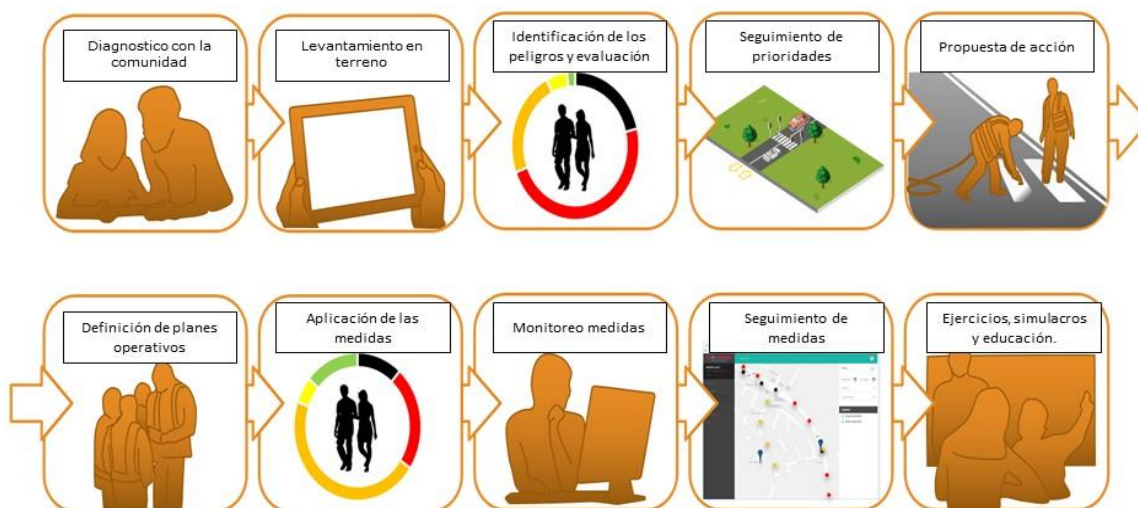 Diagnostico con la
comunidad
Levantamiento en
terreno
Identificación de los
peligros y evaluación
Seguimiento de
prioridades
Propuesta de acción
Definición de planes
operativos
Aplicación de las
medidas
Monitoreo medidas
Seguimiento de
medidas
Ejercicios, simulacros
y educación.